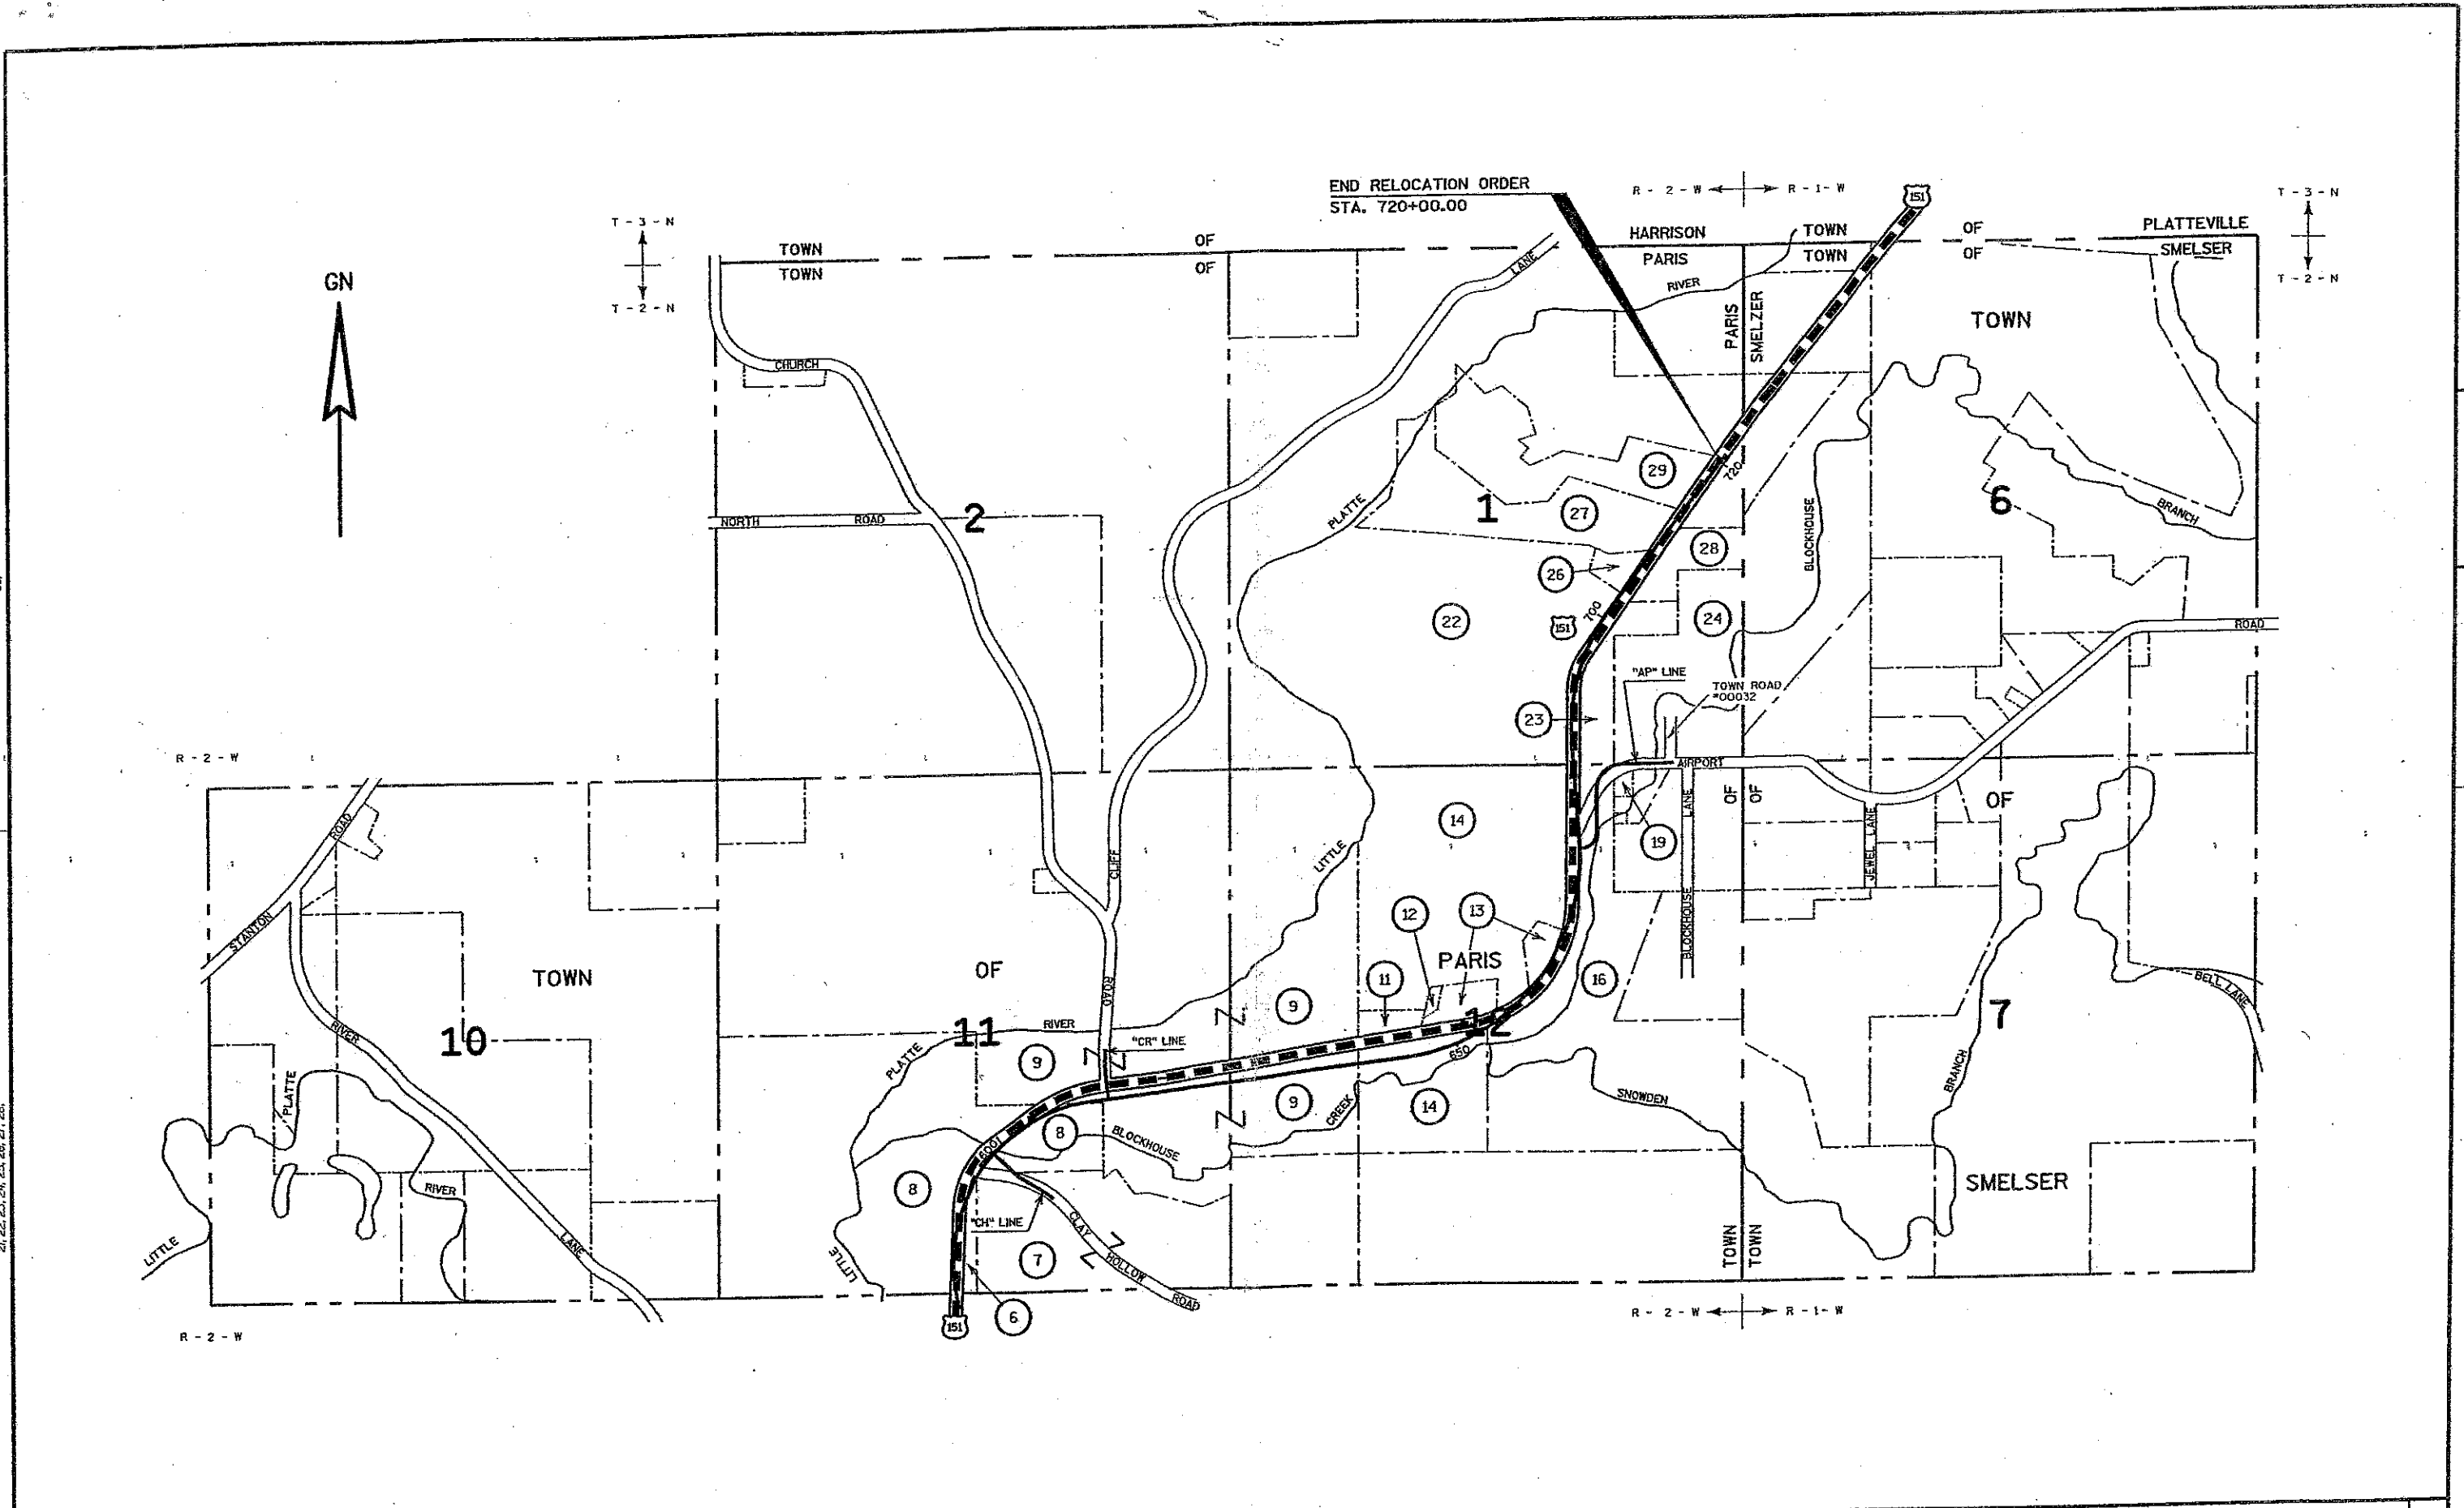 END RELOCATION ORDER
STA. 720+00.00
R - 2 - W
R - 1 - W
151
T - 3 - N
T - 2 - N
T - 3 - N
T - 2 - N
TOWN
OF
HARRISON
TOWN
OF
PLATTEVILLE
TOWN
OF
PARIS
TOWN
OF
SMELSER
GN
LANE
RIVER
PARIS
SMELZER
TOWN
CHURCH
29
720
NORTH
ROAD
2
PLATTE
1
27
6
BRANCH
BLOCKHOUSE
28
26
700
22
151
24
ROAD
"AP" LINE
TOWN ROAD
*00032
23
R - 2 - W
AIRPORT
LANE
OF
OF
OF
ROAD
14
19
JEWEL LANE
CLIFF
LITTLE
12
13
BLOCKHOUSE
STANTON
PARIS
TOWN
OF
11
16
ROAD
9
BELL LANE
RIVER
10
11
RIVER
12
7
"CR" LINE
PLATTE
9
650
BRANCH
PLATTE
9
CREEK
14
SNOWDEN
8
BLOCKHOUSE
600
8
RIVER
SMELSER
"CH" LINE
CLAY
HOLLOW
ROAD
LITTLE
LITTLE
LANE
7
TOWN
TOWN
6
151
R - 2 - W
R - 2 - W
R - 1 - W